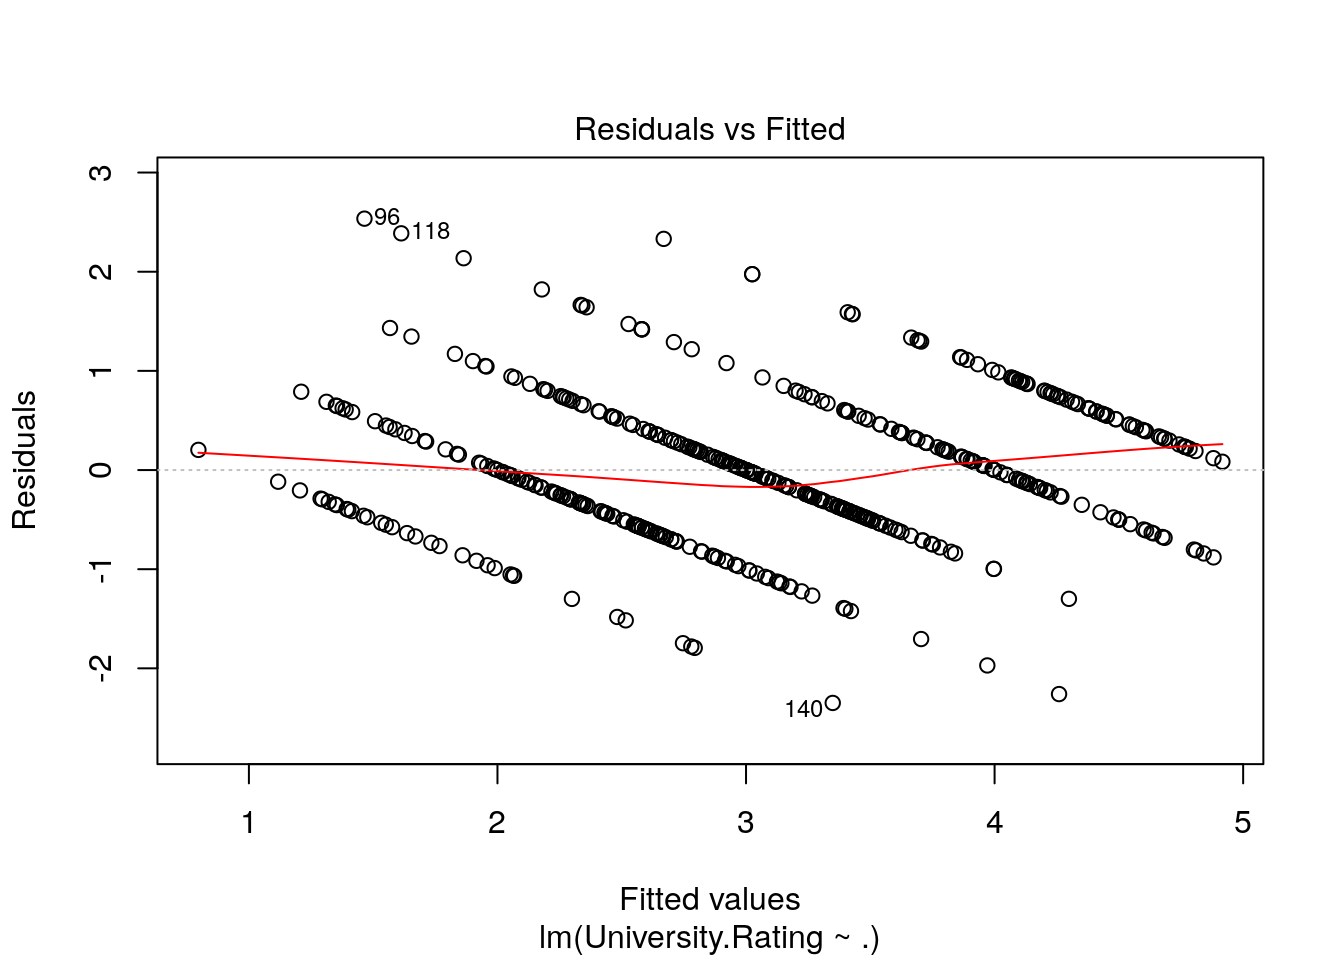 Residuals vs Fitted
Residuals
3
2
1
0
-1
-2
96
118
140
1 2 3 4 5
Fitted values
lm(University.Rating ~ .)